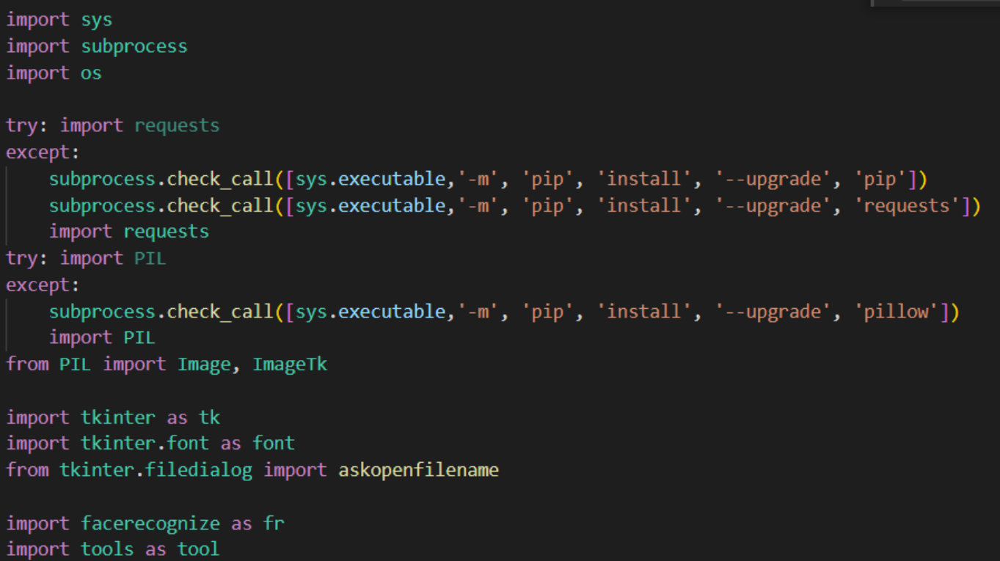 import sys
import subprocess
import os
try: import requests
except:
    subprocess.check_call([sys.executable,'-m', 'pip', 'install', '--upgrade', 'pip'])
    subprocess.check_call([sys.executable,'-m', 'pip', 'install', '--upgrade', 'requests'])
    import requests
try: import PIL
except:
    subprocess.check_call([sys.executable,'-m', 'pip', 'install', '--upgrade', 'pillow'])
    import PIL
from PIL import Image, ImageTk
import tkinter as tk
import tkinter.font as font
from tkinter.filedialog import askopenfilename
import facerecognize as fr
import tools as tool